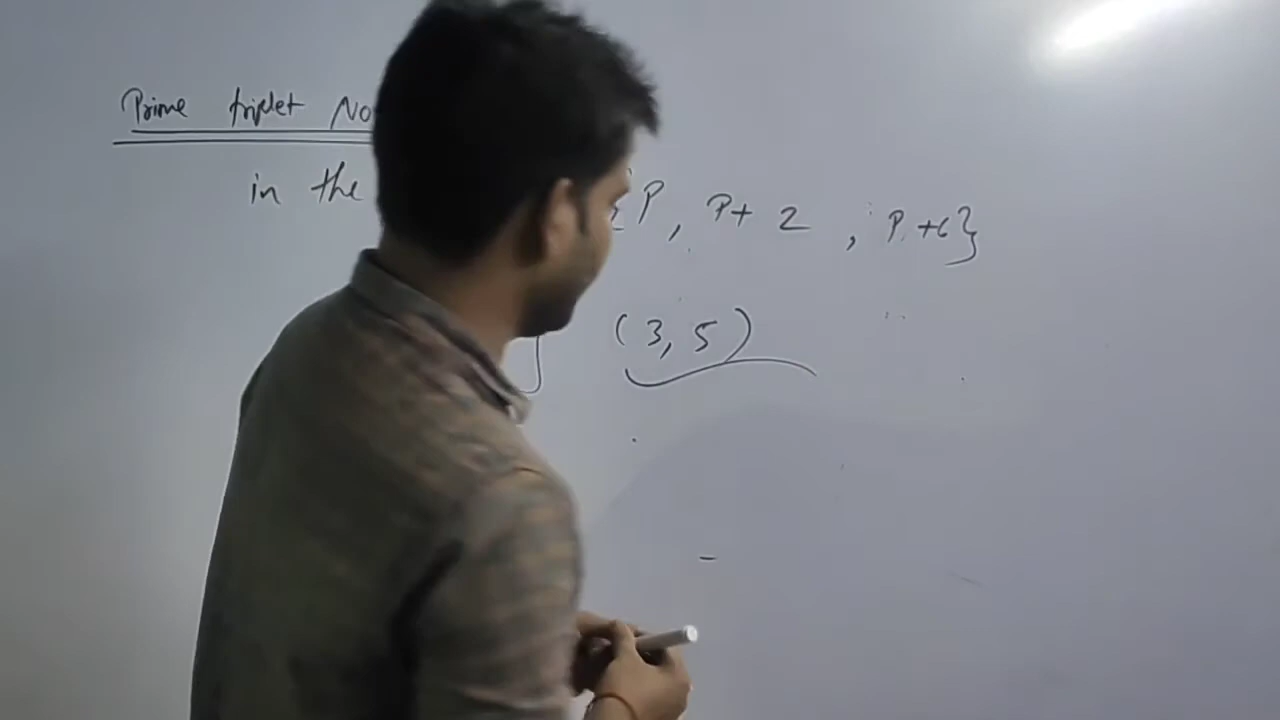 Prime triplet No
in the {P, P+ 2 , P+6}
(3, 5)